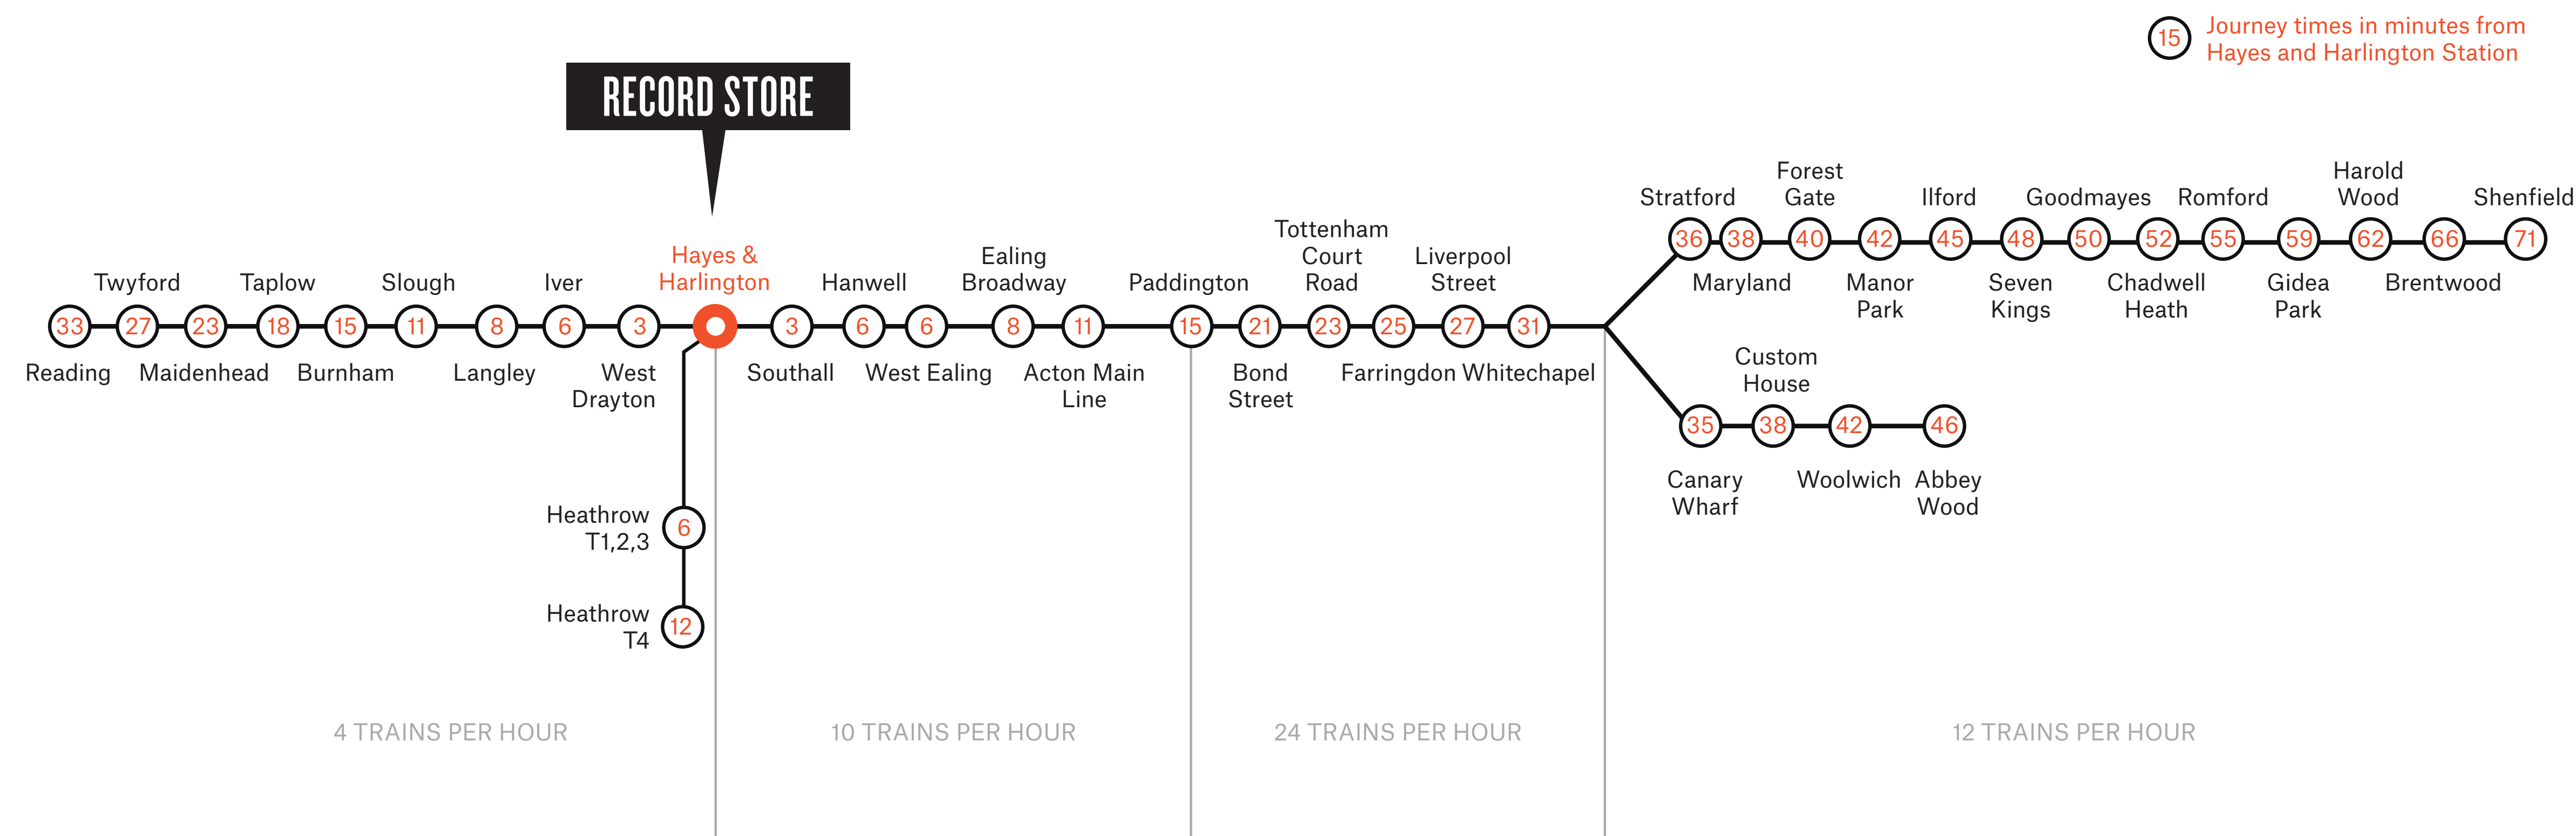 15
Journey times in minutes from
Hayes and Harlington Station
RECORD STORE
Forest
Gate
Harold
Wood
Stratford
Ilford
Goodmayes
Romford
Shenfield
36 38 40 42 45 48 50 52 55 59 62 66 71
Maryland
Manor
Park
Seven
Kings
Chadwell
Heath
Gidea
Park
Brentwood
Twyford
Taplow
Slough
Iver
Hayes &
Harlington
Hanwell
Ealing
Broadway
Paddington
Tottenham
Court
Road
Liverpool
Street
33 27 23 18 15 11 8 6 3 3 6 6 8 11 15 21 23 25 27 31
Reading
Maidenhead
Burnham
Langley
West
Drayton
Southall
West Ealing
Acton Main
Line
Bond
Street
Farringdon
Whitechapel
Custom
House
35 38 42 46
Canary
Wharf
Woolwich
Abbey
Wood
Heathrow
T1,2,3
6
Heathrow
T4
12
4 TRAINS PER HOUR
10 TRAINS PER HOUR
24 TRAINS PER HOUR
12 TRAINS PER HOUR